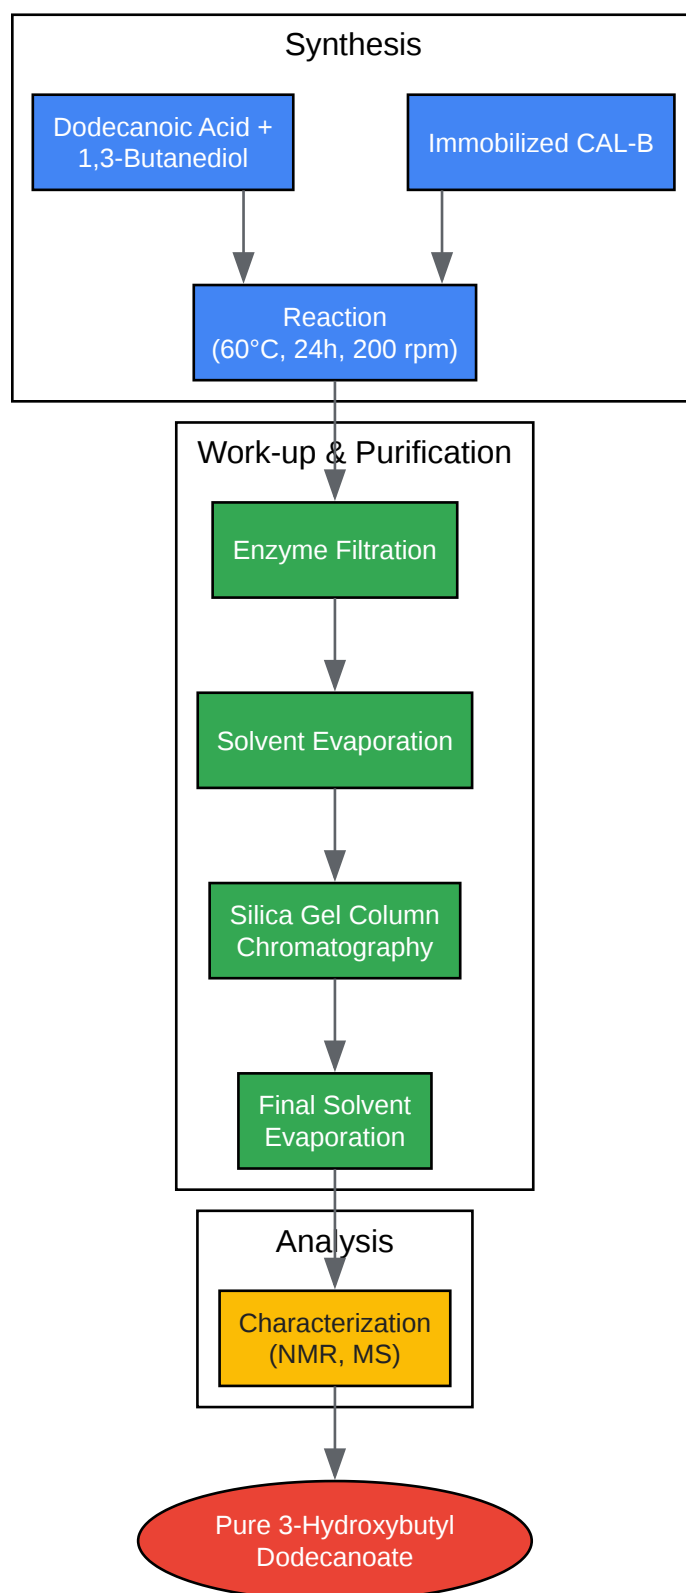 Synthesis
Dodecanoic Acid +
1,3-Butanediol
Immobilized CAL-B
Reaction
(60°C, 24h, 200 rpm)
Work-up & Purification
Enzyme Filtration
Solvent Evaporation
Silica Gel Column
Chromatography
Final Solvent
Evaporation
Analysis
Characterization
(NMR, MS)
Pure 3-Hydroxybutyl
Dodecanoate